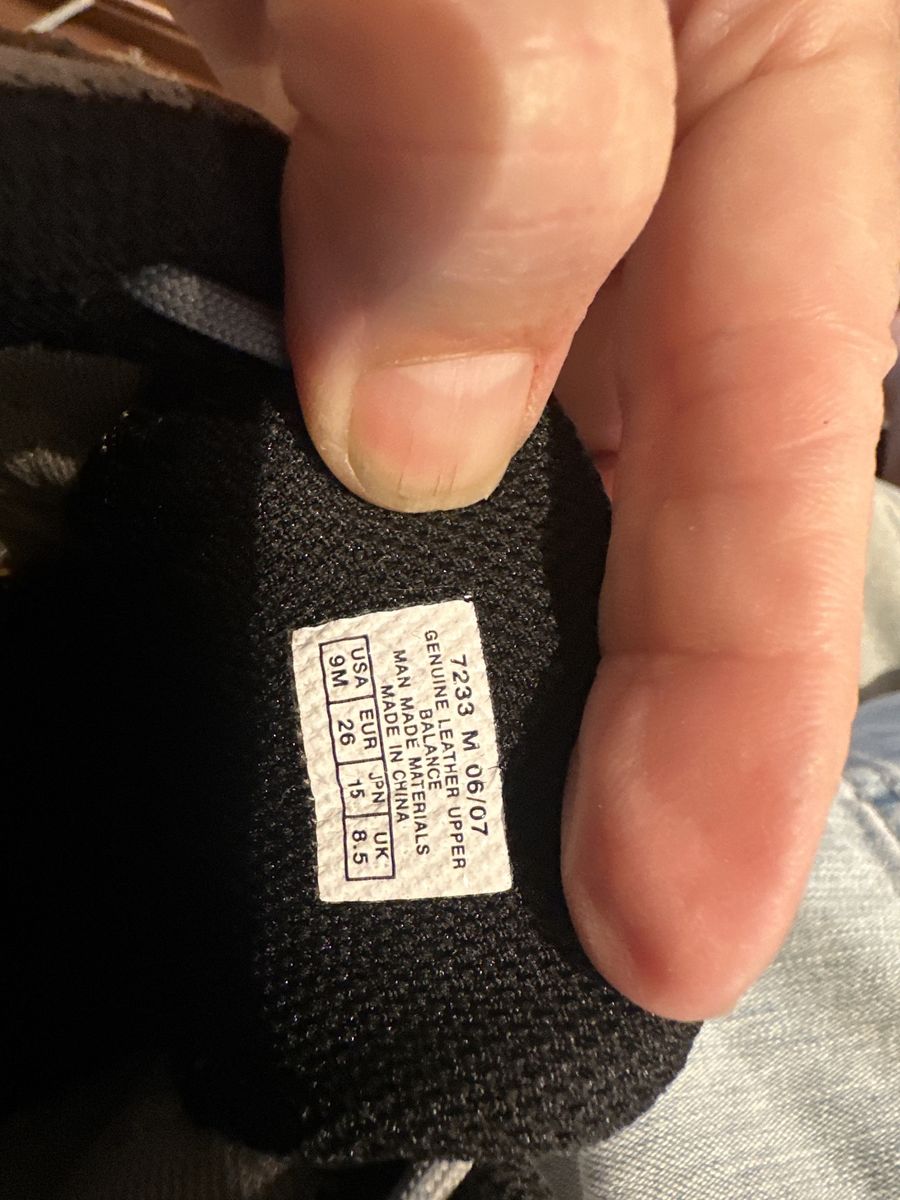 7233 M 06/07
GENUINE LEATHER UPPER
BALANCE
MAN MADE MATERIALS
MADE IN CHINA
USA EUR JPN UK
9M 26 15 8.5